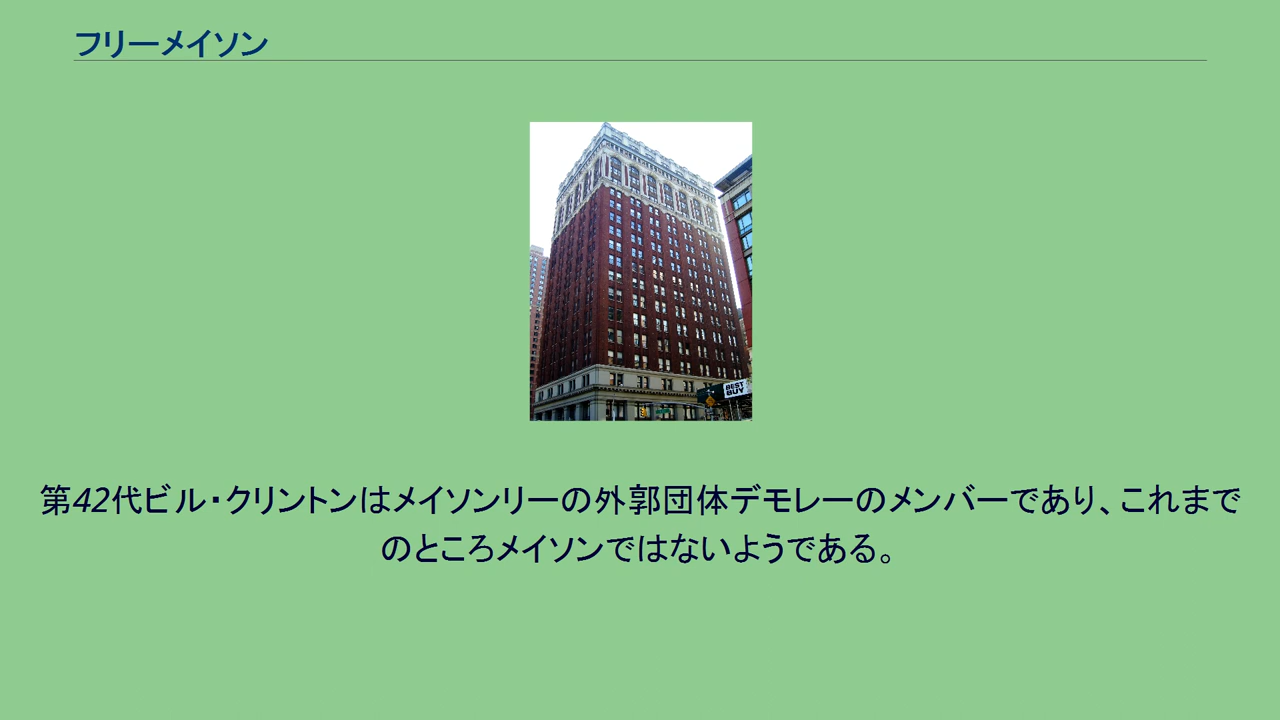 フリーメイソン
BEST
BUY
第42代ビル・クリントンはメイソンリーの外郭団体デモレーのメンバーであり、これまで
のところメイソンではないようである。